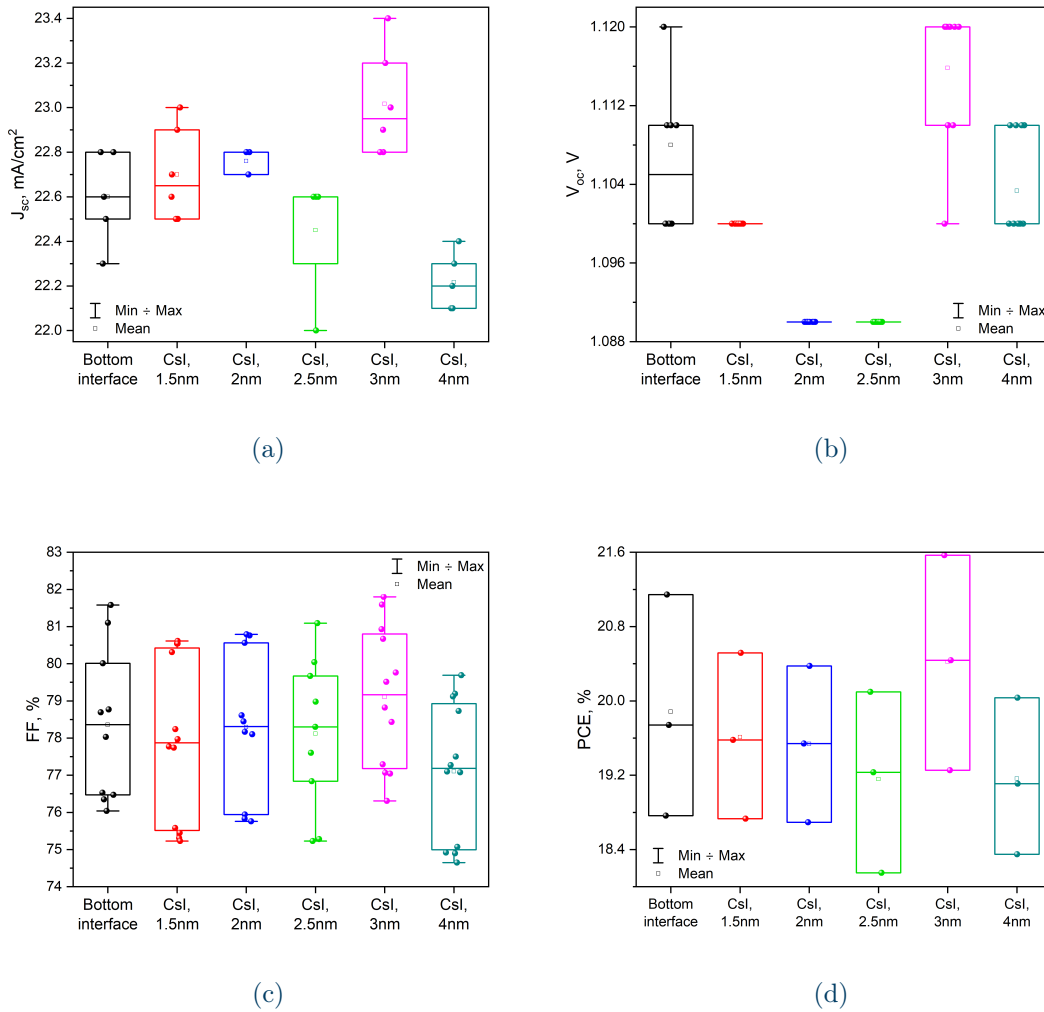 23.4
23.2
23.0
22.8
22.6
22.4
22.2
22.0
J_sc, mA/cm²
Min ÷ Max
Mean
Bottom interface
CsI, 1.5nm
CsI, 2nm
CsI, 2.5nm
CsI, 3nm
CsI, 4nm
(a)
1.120
1.112
1.104
1.096
1.088
V_oc, V
Min ÷ Max
Mean
Bottom interface
CsI, 1.5nm
CsI, 2nm
CsI, 2.5nm
CsI, 3nm
CsI, 4nm
(b)
83
82
81
80
79
78
77
76
75
74
FF, %
Min ÷ Max
Mean
Bottom interface
CsI, 1.5nm
CsI, 2nm
CsI, 2.5nm
CsI, 3nm
CsI, 4nm
(c)
21.6
20.8
20.0
19.2
18.4
PCE, %
Min ÷ Max
Mean
Bottom interface
CsI, 1.5nm
CsI, 2nm
CsI, 2.5nm
CsI, 3nm
CsI, 4nm
(d)